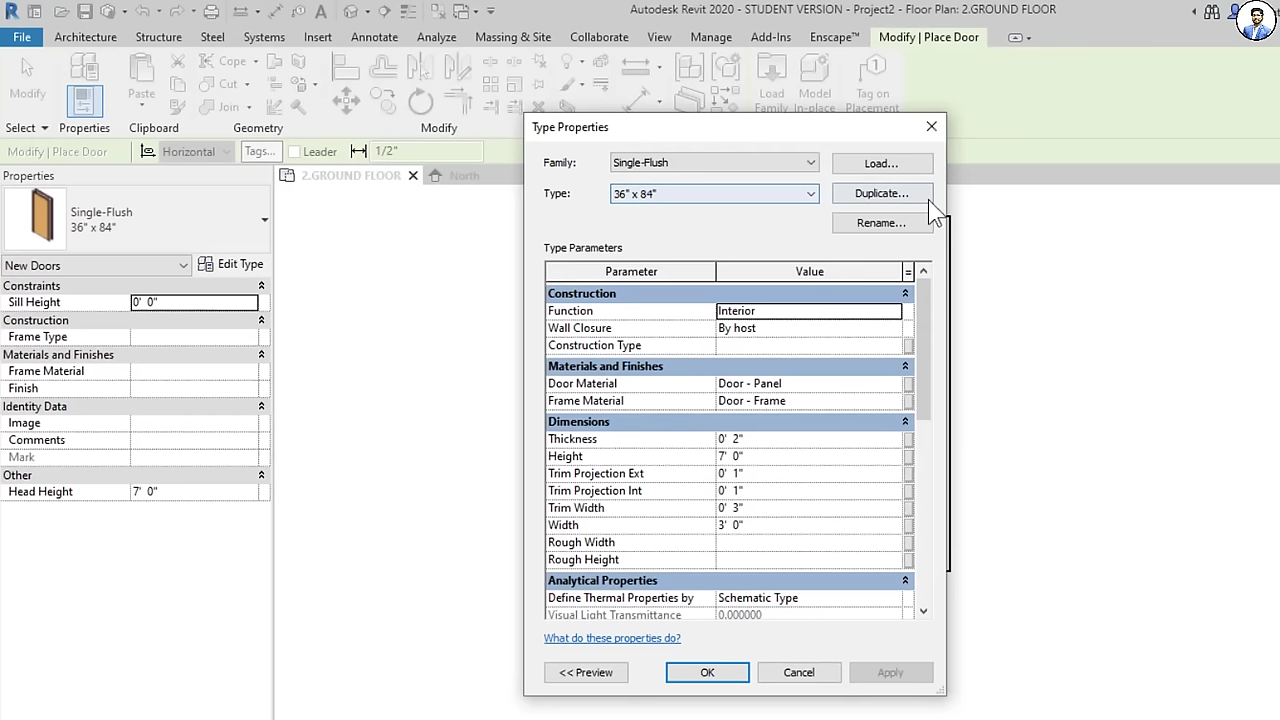 Autodesk Revit 2020 - STUDENT VERSION - Project2 - Floor Plan: 2.GROUND FLOOR
File Architecture Structure Steel Systems Insert Annotate Analyze Massing & Site Collaborate View Manage Add-Ins Enscape™ Modify | Place Door
Cope
Cut
Join
Modify
Paste
Load Family
Model In-place
Tag on Placement
Select Properties Clipboard Geometry Modify
Modify | Place Door Horizontal Tags... Leader 1/2"
Properties
2.GROUND FLOOR North
Single-Flush
36" x 84"
New Doors Edit Type
Constraints
Sill Height 0' 0"
Construction
Frame Type
Materials and Finishes
Frame Material
Finish
Identity Data
Image
Comments
Mark
Other
Head Height 7' 0"
Type Properties
Family: Single-Flush Load...
Type: 36" x 84" Duplicate...
Rename...
Type Parameters
Parameter Value =
Construction
Function Interior
Wall Closure By host
Construction Type
Materials and Finishes
Door Material Door - Panel
Frame Material Door - Frame
Dimensions
Thickness 0' 2"
Height 7' 0"
Trim Projection Ext 0' 1"
Trim Projection Int 0' 1"
Trim Width 0' 3"
Width 3' 0"
Rough Width
Rough Height
Analytical Properties
Define Thermal Properties by Schematic Type
Visual Light Transmittance 0.000000
What do these properties do?
<< Preview OK Cancel Apply